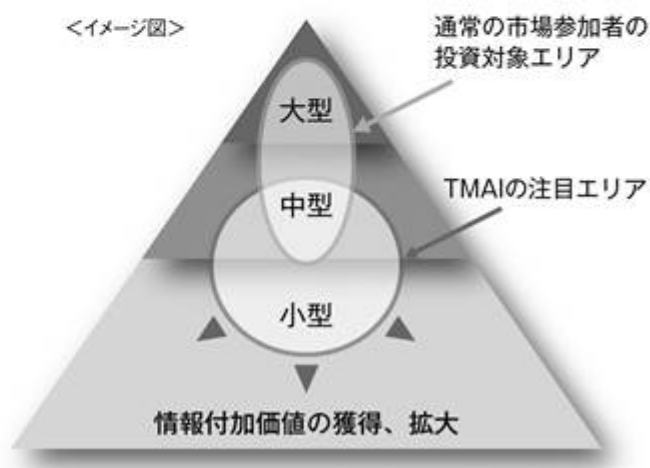 <イメージ図>
通常の市場参加者の
投資対象エリア
大型
TMAIの注目エリア
中型
小型
情報付加価値の獲得、拡大